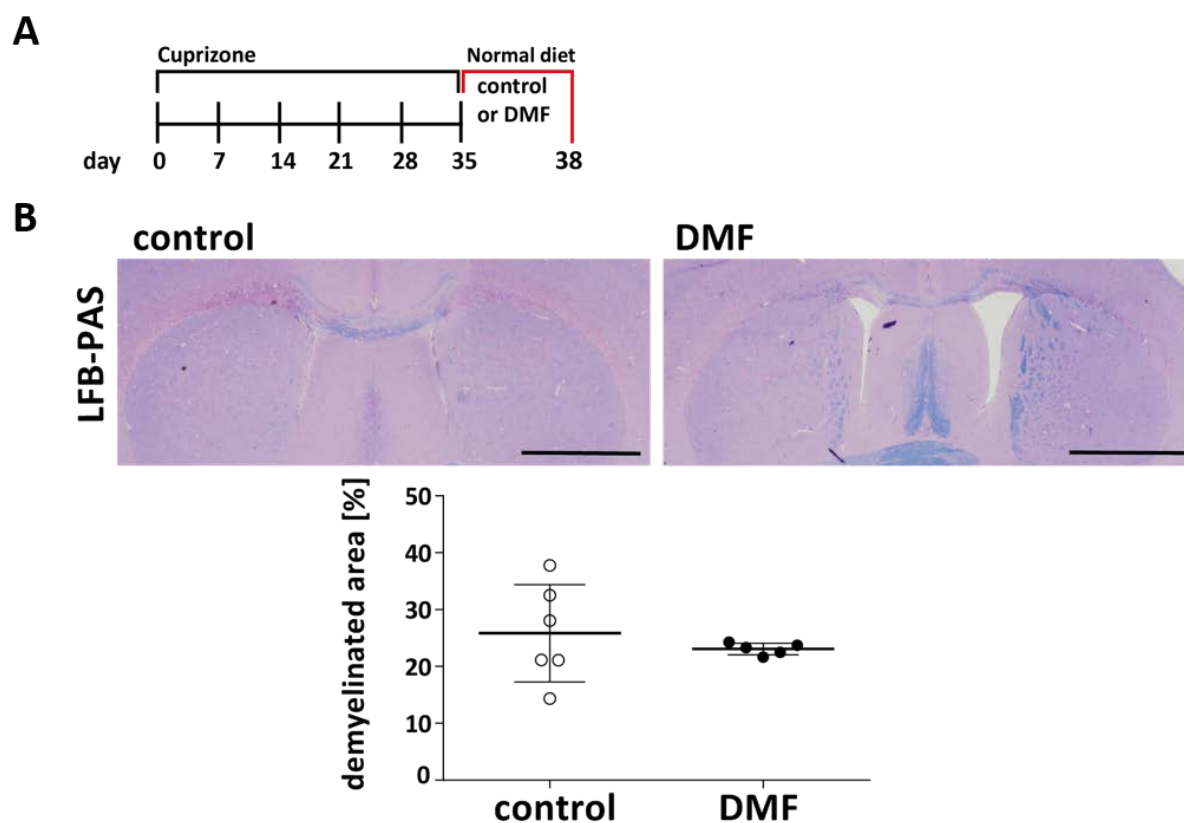 A
Cuprizone
Normal diet
control
or DMF
day 0 7 14 21 28 35 38
B
control DMF
LFB-PAS
demyelinated area [%]
50
40
30
20
10
0
control DMF